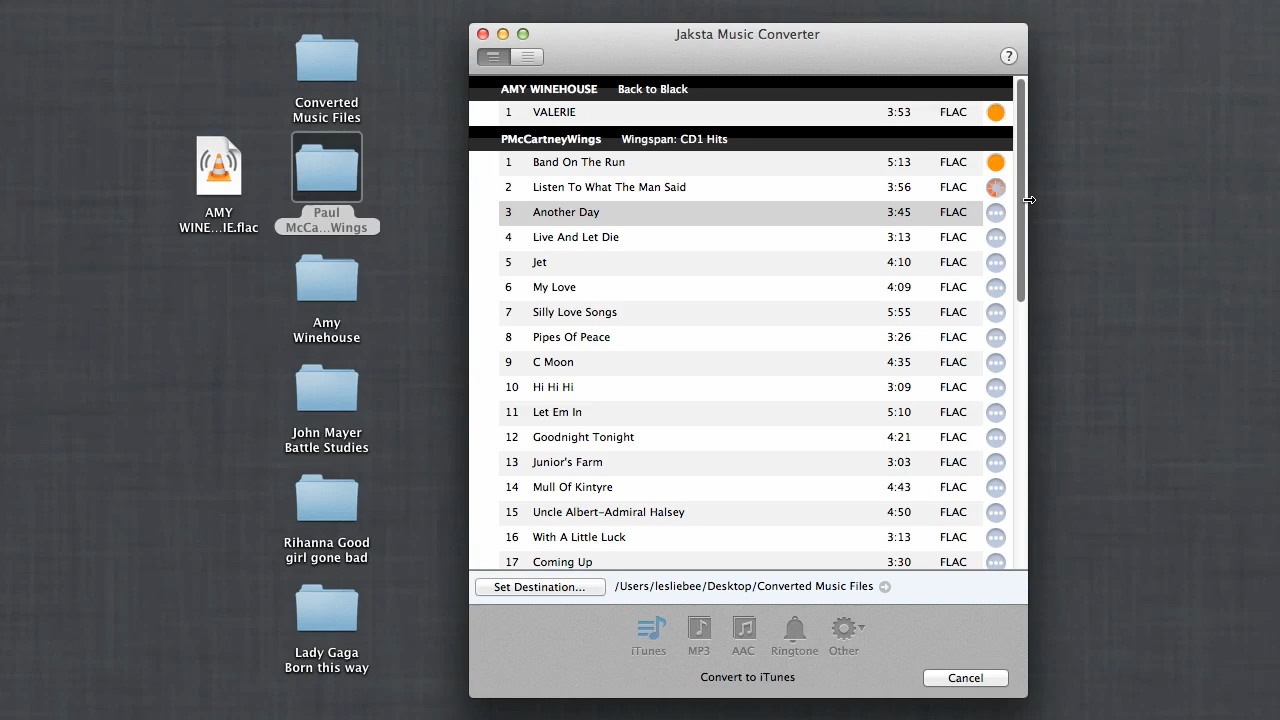 Converted
Music Files
AMY
WINE...IE.flac
Paul
McCa...Wings
Amy
Winehouse
John Mayer
Battle Studies
Rihanna Good
girl gone bad
Lady Gaga
Born this way
Jaksta Music Converter
?
AMY WINEHOUSE Back to Black
1 VALERIE 3:53 FLAC
PMcCartneyWings Wingspan: CD1 Hits
1 Band On The Run 5:13 FLAC
2 Listen To What The Man Said 3:56 FLAC
3 Another Day 3:45 FLAC
4 Live And Let Die 3:13 FLAC
5 Jet 4:10 FLAC
6 My Love 4:09 FLAC
7 Silly Love Songs 5:55 FLAC
8 Pipes Of Peace 3:26 FLAC
9 C Moon 4:35 FLAC
10 Hi Hi Hi 3:09 FLAC
11 Let Em In 5:10 FLAC
12 Goodnight Tonight 4:21 FLAC
13 Junior's Farm 3:03 FLAC
14 Mull Of Kintyre 4:43 FLAC
15 Uncle Albert-Admiral Halsey 4:50 FLAC
16 With A Little Luck 3:13 FLAC
17 Coming Up 3:30 FLAC
Set Destination... /Users/lesliebee/Desktop/Converted Music Files
iTunes MP3 AAC Ringtone Other
Convert to iTunes
Cancel